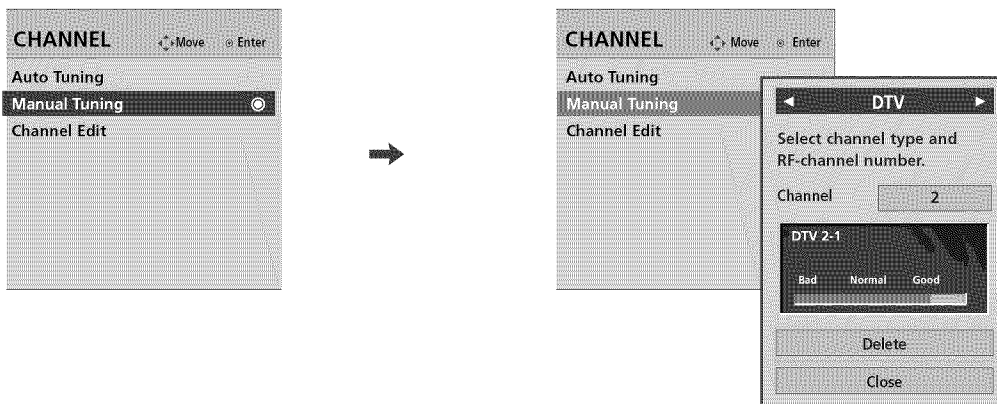 CHANNEL Move Enter
Auto Tuning
Manual Tuning
Channel Edit
CHANNEL Move Enter
Auto Tuning
Manual Tuning
Channel Edit
DTV
Select channel type and
RF-channel number.
Channel 2
DTV 2-1
Bad Normal Good
Delete
Close